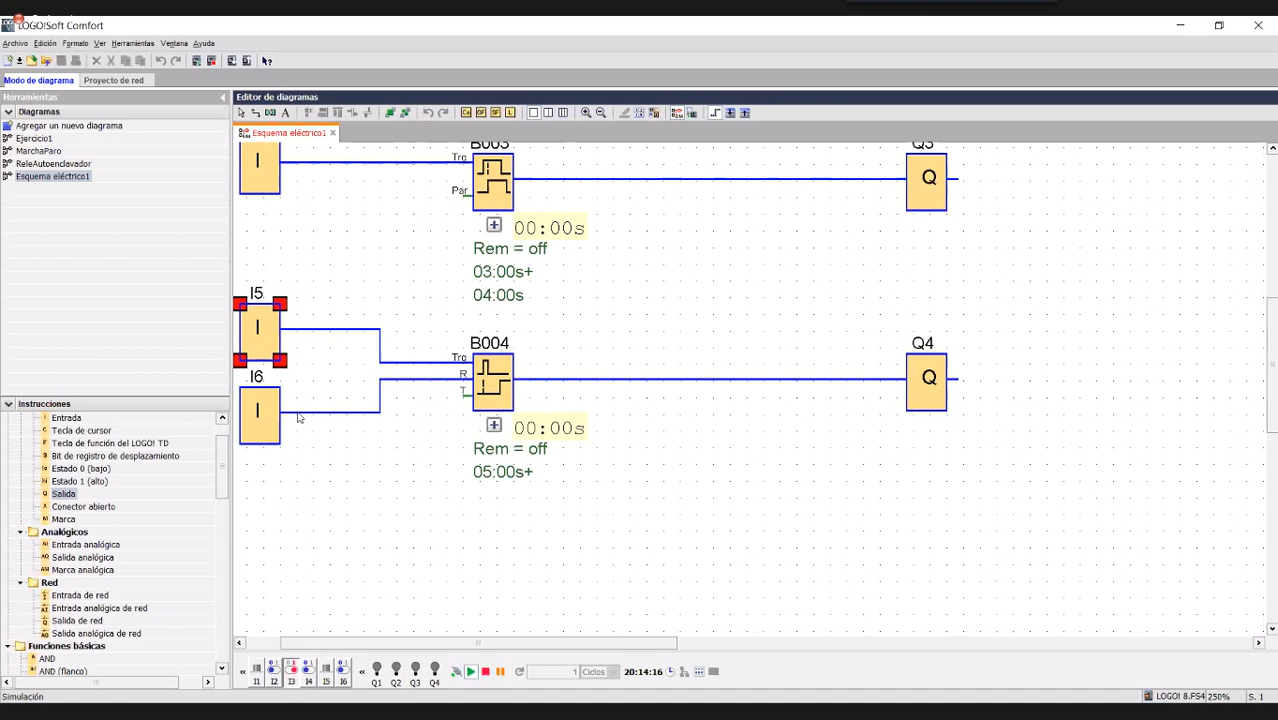 LOGO!Soft Comfort
Archivo Edición Formato Ver Herramientas Ventana Ayuda
Modo de diagrama Proyecto de red
Herramientas
Diagramas
Agregar un nuevo diagrama
Ejercicio1
MarchaParo
ReleAutoenclavador
Esquema eléctrico1
Instrucciones
Entrada
Tecla de cursor
Tecla de función del LOGO! TD
Bit de registro de desplazamiento
Estado 0 (bajo)
Estado 1 (alto)
Salida
Conector abierto
Marca
Analógicos
Entrada analógica
Salida analógica
Marca analógica
Red
Entrada de red
Entrada analógica de red
Salida de red
Salida analógica de red
Funciones básicas
AND
AND (flanco)
Editor de diagramas
Esquema eléctrico1
B003 Q3
I Trg Q
Par
00:00s
Rem = off
03:00s+
04:00s
I5
I
B004 Q4
Trg
R Q
T
I6
I
00:00s
Rem = off
05:00s+
I1 I2 I3 I4 I5 I6 Q1 Q2 Q3 Q4 1 Ciclos 20:14:16
Simulación LOGO! 8.FS4 250% S. 1